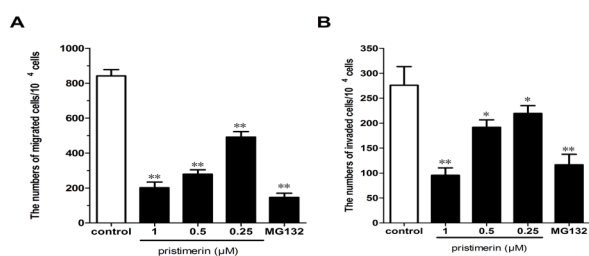 A
The numbers of migrated cells/10 4 cells
1000
800
600
400
200
0
**
**
**
**
control
1
0.5
0.25
MG132
pristimerin (μM)
B
The numbers of invaded cells/10 4 cells
350
300
250
200
150
100
50
0
**
*
*
**
control
1
0.5
0.25
MG132
pristimerin (μM)